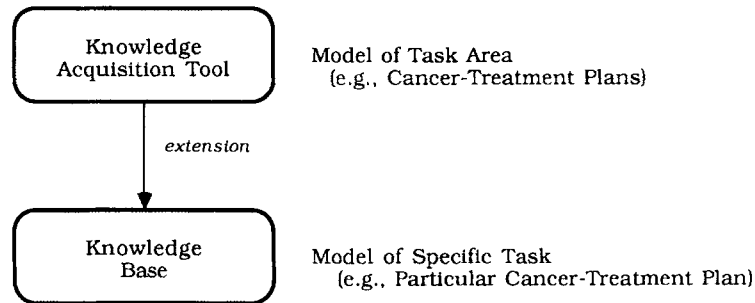 Knowledge
Acquisition Tool
Model of Task Area
(e.g., Cancer-Treatment Plans)
extension
Knowledge
Base
Model of Specific Task
(e.g., Particular Cancer-Treatment Plan)